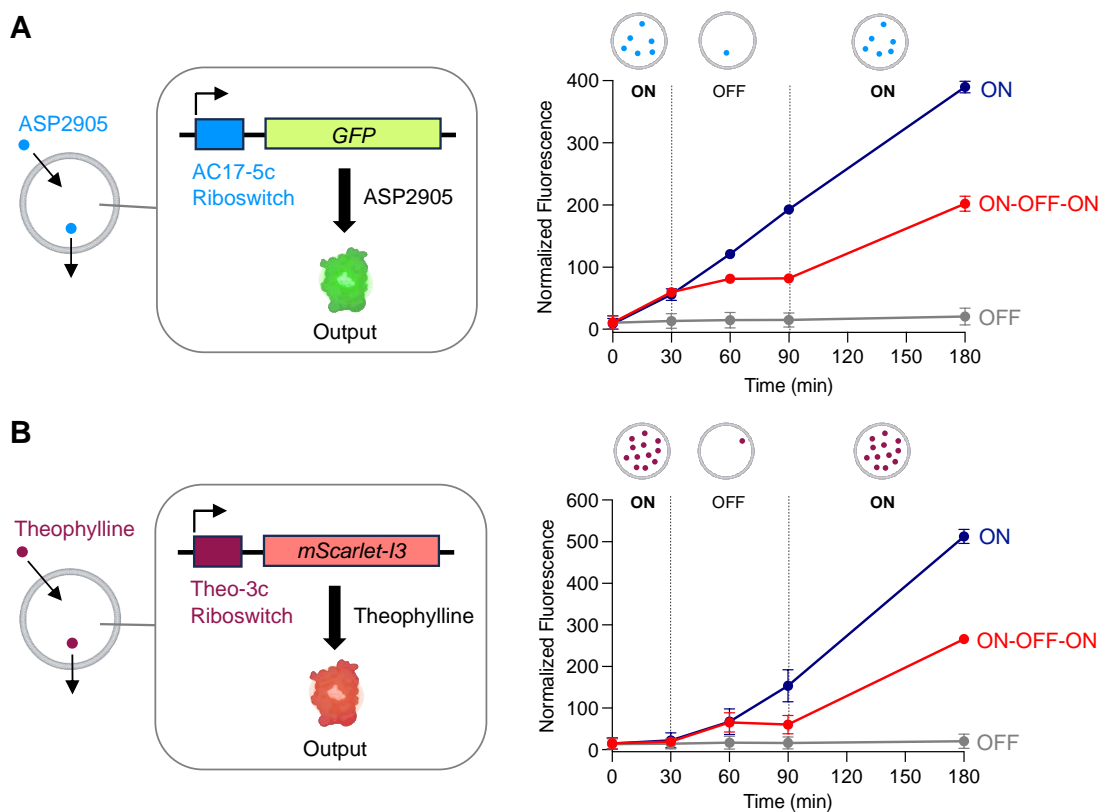 A
ASP2905
GFP
AC17-5c
Riboswitch
ASP2905
Output
ON
OFF
ON
Normalized Fluorescence
400
300
200
100
0
ON
ON-OFF-ON
OFF
0
30
60
90
120
150
180
Time (min)
B
Theophylline
mScarlet-I3
Theo-3c
Riboswitch
Theophylline
Output
ON
OFF
ON
Normalized Fluorescence
600
500
400
300
200
100
0
ON
ON-OFF-ON
OFF
0
30
60
90
120
150
180
Time (min)